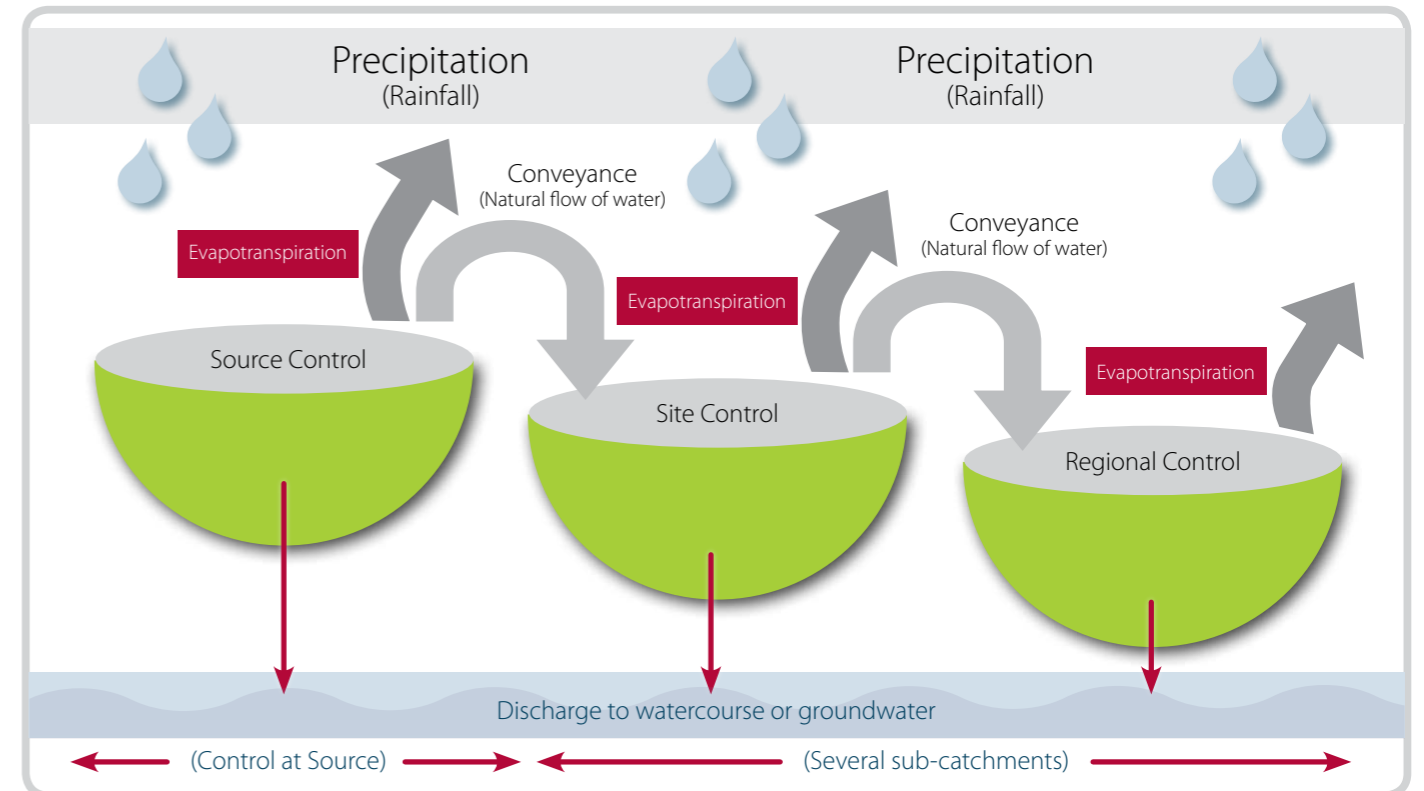 Precipitation
(Rainfall)
Precipitation
(Rainfall)
Conveyance
(Natural flow of water)
Conveyance
(Natural flow of water)
Evapotranspiration
Evapotranspiration
Evapotranspiration
Source Control
Site Control
Regional Control
Discharge to watercourse or groundwater
(Control at Source)
(Several sub-catchments)